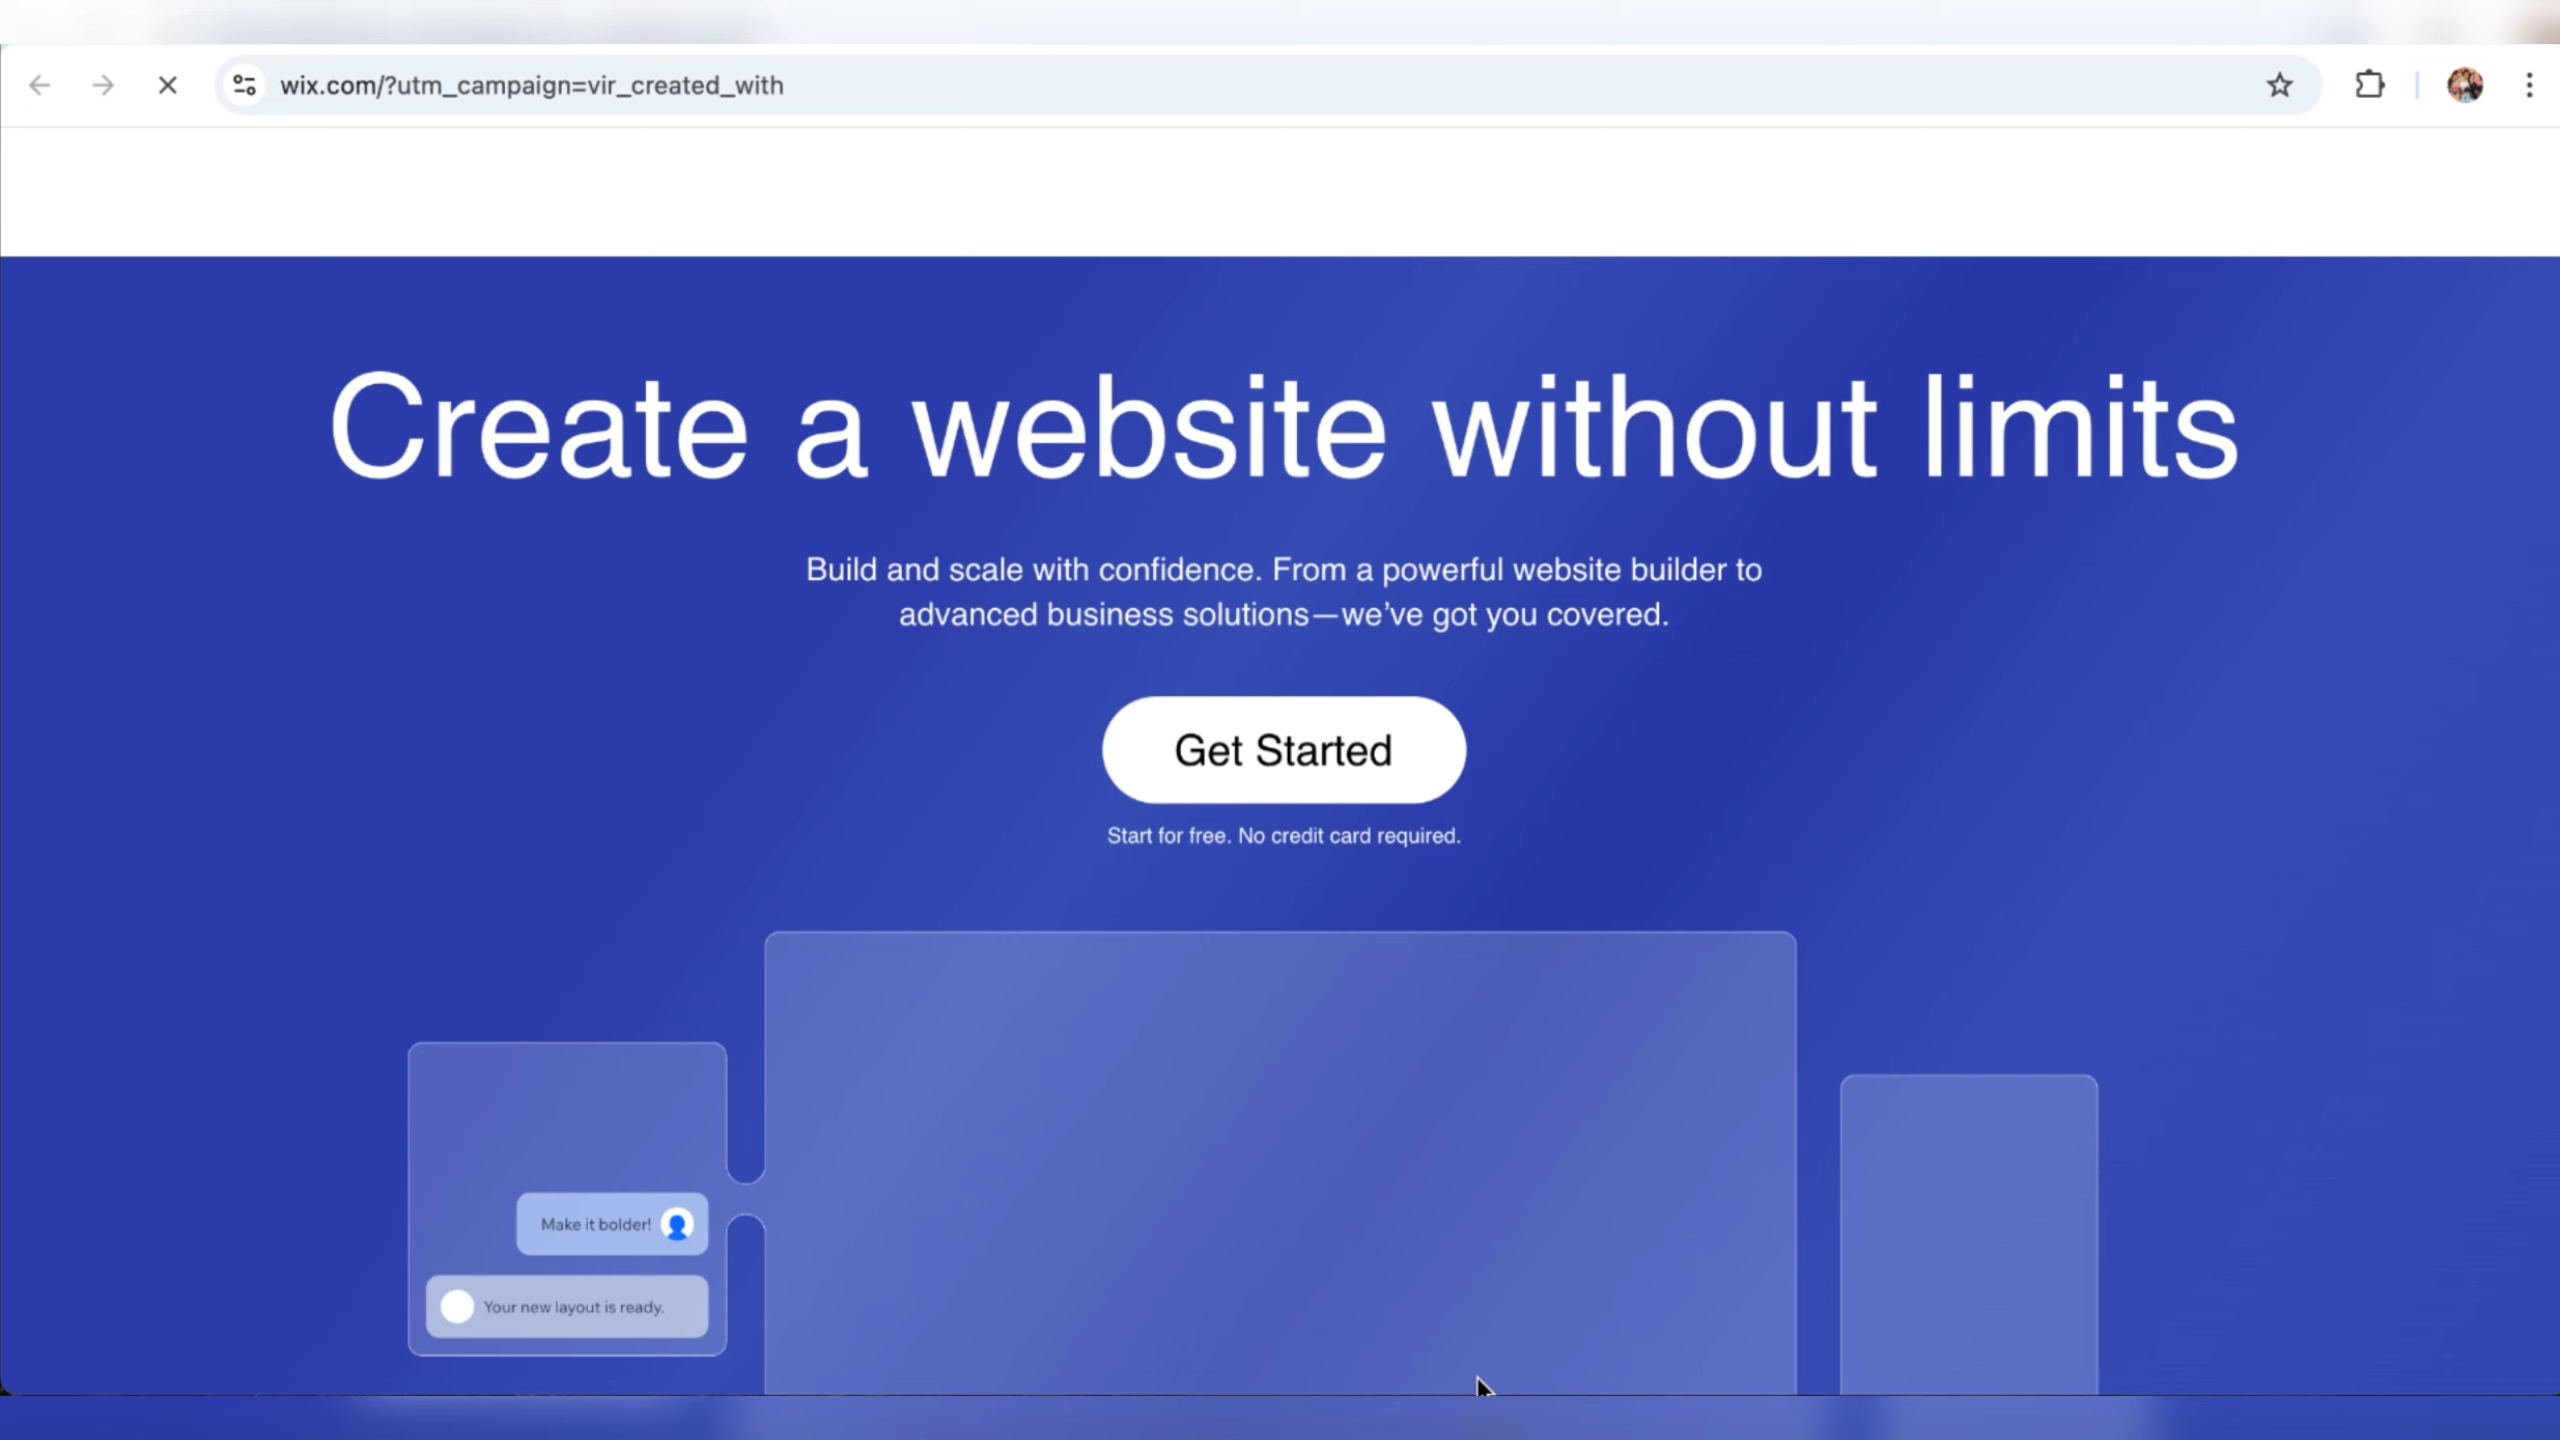 wix.com/?utm_campaign=vir_created_with
Create a website without limits
Build and scale with confidence. From a powerful website builder to
advanced business solutions—we’ve got you covered.
Get Started
Start for free. No credit card required.
Make it bolder!
Your new layout is ready.